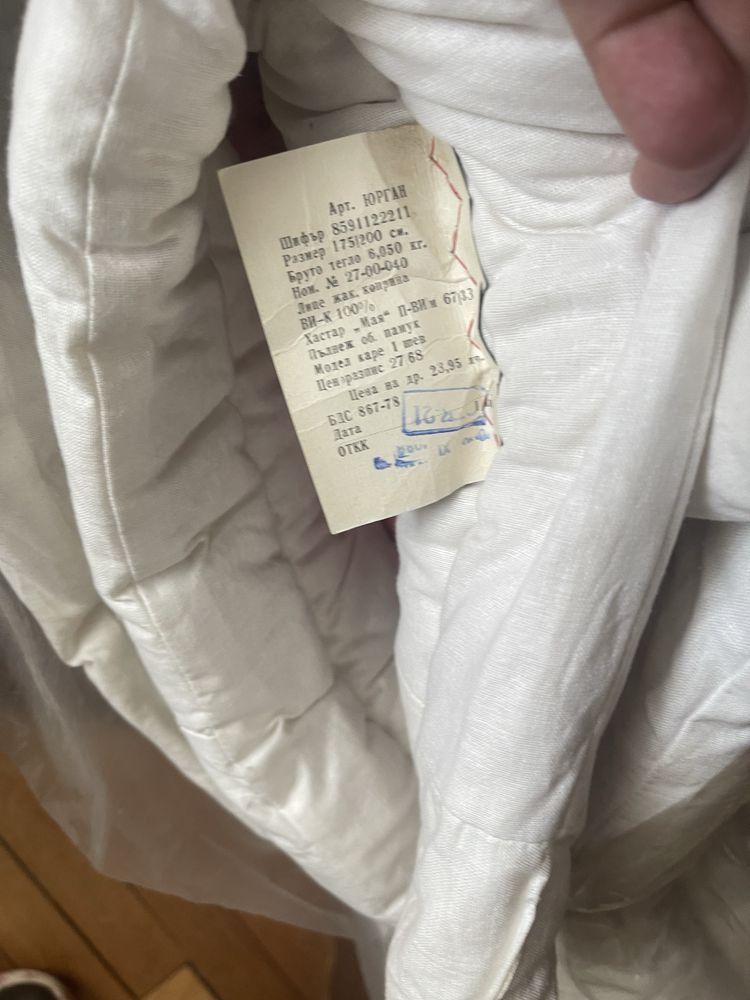 Арт. ЮРГАН
Шифър 8591122211
Размер 175|200 см.
Бруто тегло 6,050 кг.
Ном. № 27-00-040
Лице жак. коприна
ВИ-К 100%
Хастар „Мая" П-ВИ и 67|33
Пълнеж об. памук
Модел каре 1 шев
Ценоразпис 27 68
Цена на др. 23,95 лв.
БДС 867-78
Дата
ОТКК